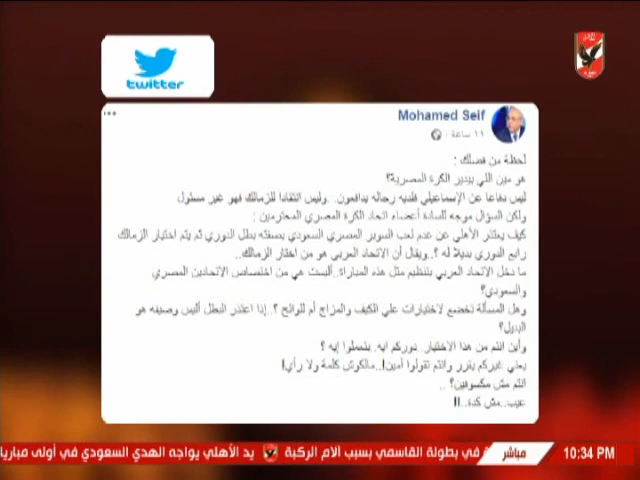 twitter
Mohamed Seif
١١ ساعة ·
لحظة من فضلك :
هو مين اللي بيدير الكرة المصرية؟
ليس دفاعا عن الإسماعيلي فلديه رجاله يدافعون ..وليس انتقادا للزمالك فهو غير مسئول
ولكن السؤال موجه للسادة أعضاء اتحاد الكرة المصري المحترمين :
كيف يعتذر الأهلي عن عدم لعب السوبر المصري السعودي بصفته بطل الدوري ثم يتم اختيار الزمالك
رابع الدوري بديلا له ؟..ويقال أن الاتحاد العربي هو من اختار الزمالك..
ما دخل الإتحاد العربي بتنظيم مثل هذه المباراة..أليست هي من اختصاص الإتحادين المصري
والسعودي؟
وهل المسألة تخضع لاختيارات علي الكيف والمزاج أم للوائح ؟..إذا اعتذر البطل أليس وصيفه هو
البديل؟
وأين انتم من هذا الاختيار..دوركم ايه..بتعملوا إيه ؟
يعني غيركم يقرر وانتم تقولوا أمين!..مالكوش كلمة ولا رأي!
انتم مش مكسوفين؟ ..
عيب..مش كدة..!!
مباشر
ة في بطولة القاسمي بسبب آلام الركبة
يد الأهلي يواجه الهدي السعودي في أولى مباريا
10:34 PM